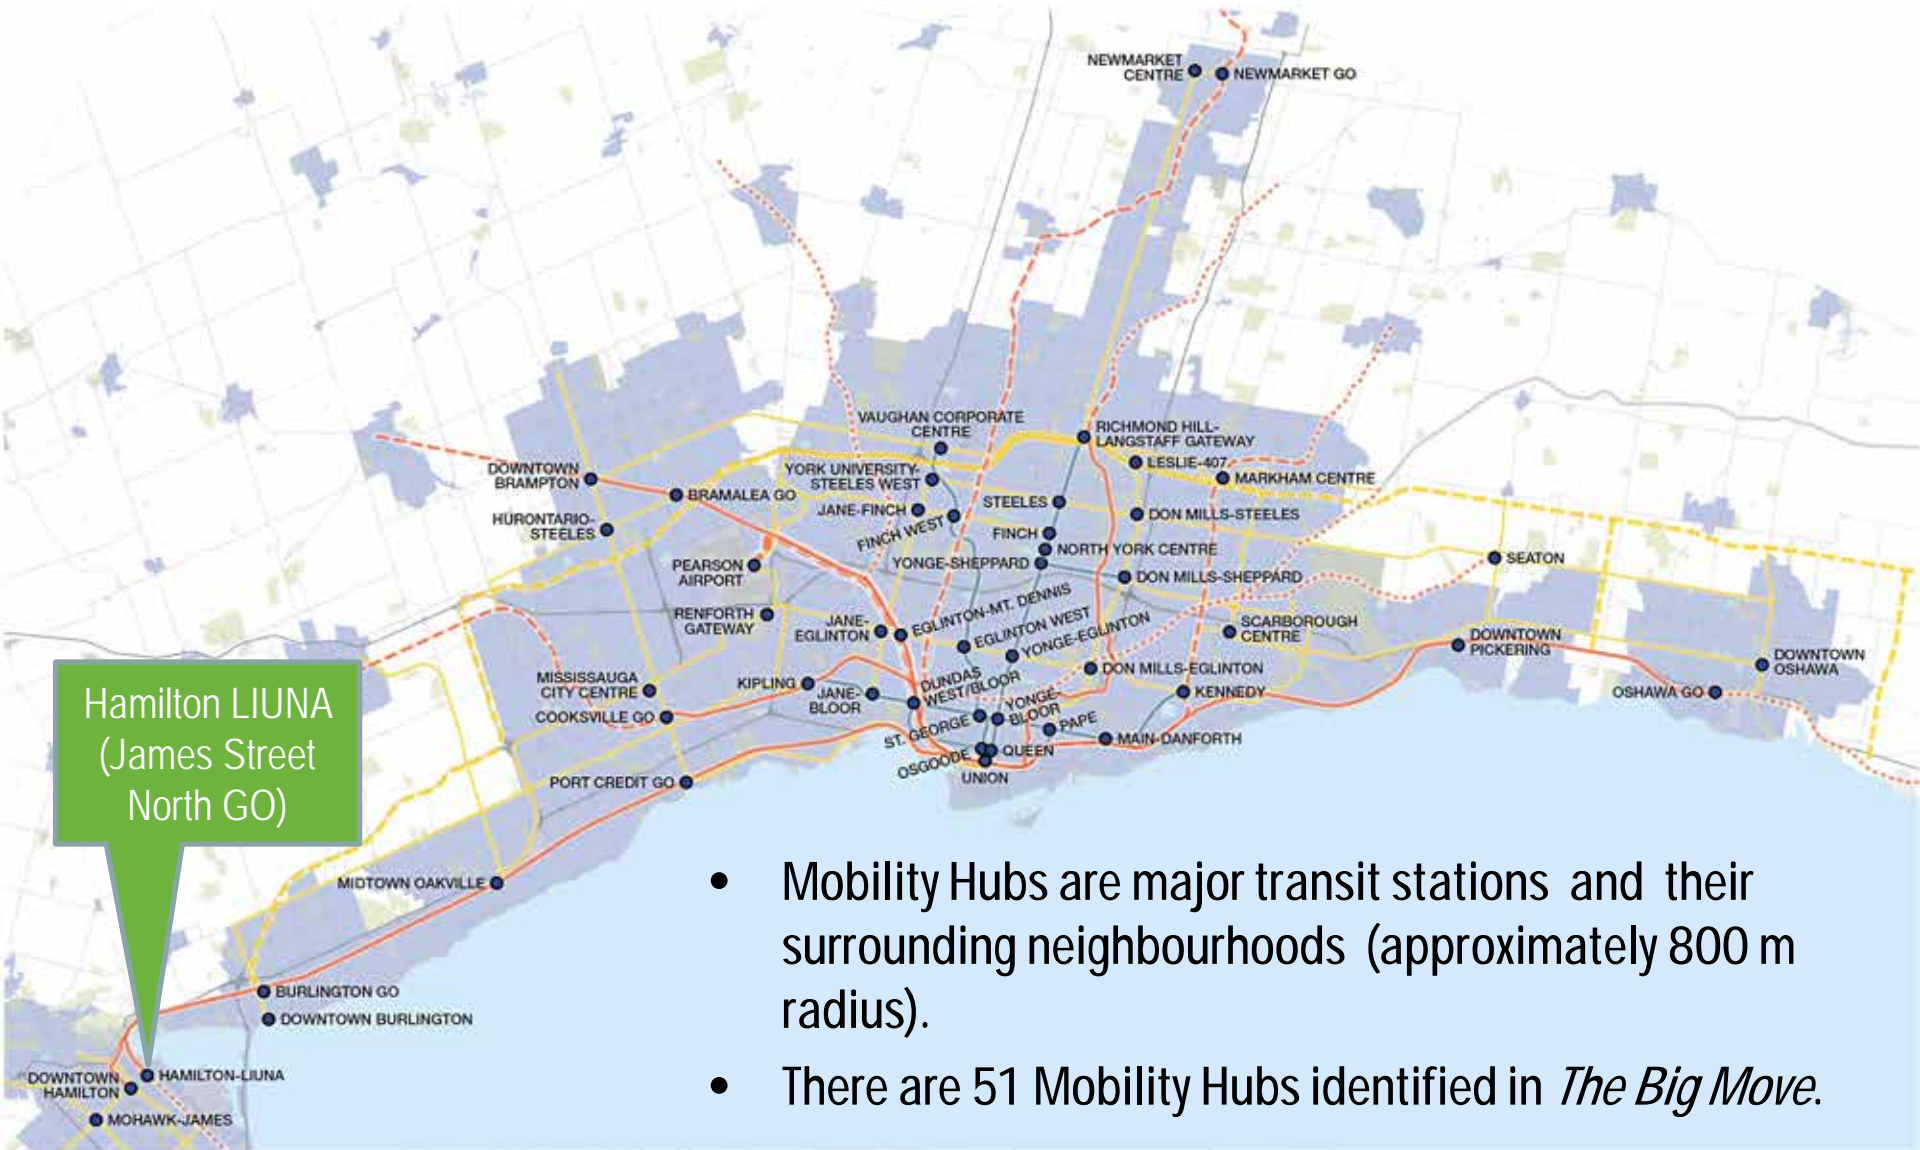 NEWMARKET
CENTRE
NEWMARKET GO
VAUGHAN CORPORATE
CENTRE
RICHMOND HILL-
LANGSTAFF GATEWAY
LESLIE-407
MARKHAM CENTRE
DOWNTOWN
BRAMPTON
BRAMALEA GO
YORK UNIVERSITY-
STEELES WEST
STEELES
JANE-FINCH
DON MILLS-STEELES
HURONTARIO-
STEELES
FINCH WEST
FINCH
NORTH YORK CENTRE
YONGE-SHEPPARD
SEATON
PEARSON
AIRPORT
DON MILLS-SHEPPARD
RENFORTH
GATEWAY
JANE-
EGLINTON
EGLINTON-MT. DENNIS
EGLINTON WEST
YONGE-EGLINTON
SCARBOROUGH
CENTRE
DOWNTOWN
PICKERING
DOWNTOWN
OSHAWA
MISSISSAUGA
CITY CENTRE
KIPLING
JANE-
BLOOR
DUNDAS
WEST/BLOOR
DON MILLS-EGLINTON
KENNEDY
OSHAWA GO
COOKSVILLE GO
ST. GEORGE
YONGE-
BLOOR
PAPE
MAIN-DANFORTH
OSGOODE
QUEEN
UNION
PORT CREDIT GO
Hamilton LIUNA
(James Street
North GO)
MIDTOWN OAKVILLE
BURLINGTON GO
DOWNTOWN BURLINGTON
DOWNTOWN
HAMILTON
HAMILTON-LIUNA
MOHAWK-JAMES
• Mobility Hubs are major transit stations and their
surrounding neighbourhoods (approximately 800 m
radius).
• There are 51 Mobility Hubs identified in The Big Move.